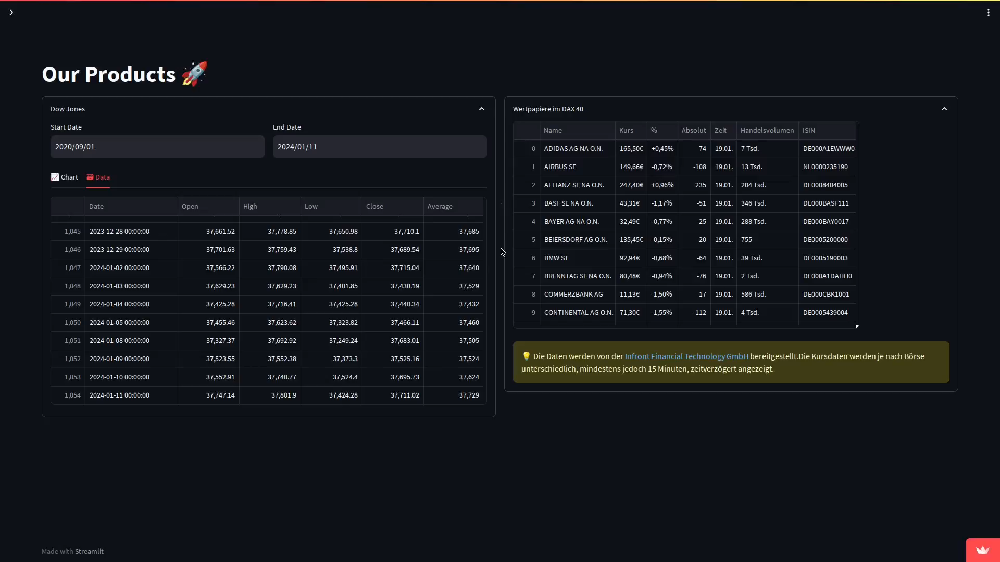 Our Products 🚀
Dow Jones
Start Date End Date
2020/09/01 2024/01/11
📈 Chart 🗃️ Data
Date Open High Low Close Average
1,045 2023-12-28 00:00:00 37,661.52 37,778.85 37,650.98 37,710.1 37,685
1,046 2023-12-29 00:00:00 37,701.63 37,759.43 37,538.8 37,689.54 37,695
1,047 2024-01-02 00:00:00 37,566.22 37,790.08 37,495.91 37,715.04 37,640
1,048 2024-01-03 00:00:00 37,629.23 37,629.23 37,401.85 37,430.19 37,529
1,049 2024-01-04 00:00:00 37,425.28 37,716.41 37,425.28 37,440.34 37,432
1,050 2024-01-05 00:00:00 37,455.46 37,623.62 37,323.82 37,466.11 37,460
1,051 2024-01-08 00:00:00 37,327.37 37,692.92 37,249.24 37,683.01 37,505
1,052 2024-01-09 00:00:00 37,523.55 37,552.38 37,373.3 37,525.16 37,524
1,053 2024-01-10 00:00:00 37,552.91 37,740.77 37,524.4 37,695.73 37,624
1,054 2024-01-11 00:00:00 37,747.14 37,801.9 37,424.28 37,711.02 37,729
Wertpapiere im DAX 40
Name Kurs % Absolut Zeit Handelsvolumen ISIN
0 ADIDAS AG NA O.N. 165,50€ +0,45% 74 19.01. 7 Tsd. DE000A1EWWW0
1 AIRBUS SE 149,66€ -0,72% -108 19.01. 13 Tsd. NL0000235190
2 ALLIANZ SE NA O.N. 247,40€ +0,96% 235 19.01. 204 Tsd. DE0008404005
3 BASF SE NA O.N. 43,31€ -1,17% -51 19.01. 346 Tsd. DE000BASF111
4 BAYER AG NA O.N. 32,49€ -0,77% -25 19.01. 288 Tsd. DE000BAY0017
5 BEIERSDORF AG O.N. 135,45€ -0,15% -20 19.01. 755 DE0005200000
6 BMW ST 92,94€ -0,68% -64 19.01. 39 Tsd. DE0005190003
7 BRENNTAG SE NA O.N. 80,48€ -0,94% -76 19.01. 2 Tsd. DE000A1DAHH0
8 COMMERZBANK AG 11,13€ -1,50% -17 19.01. 586 Tsd. DE000CBK1001
9 CONTINENTAL AG O.N. 71,30€ -1,55% -112 19.01. 4 Tsd. DE0005439004
💡 Die Daten werden von der Infront Financial Technology GmbH bereitgestellt.Die Kursdaten werden je nach Börse
unterschiedlich, mindestens jedoch 15 Minuten, zeitverzögert angezeigt.
Made with Streamlit